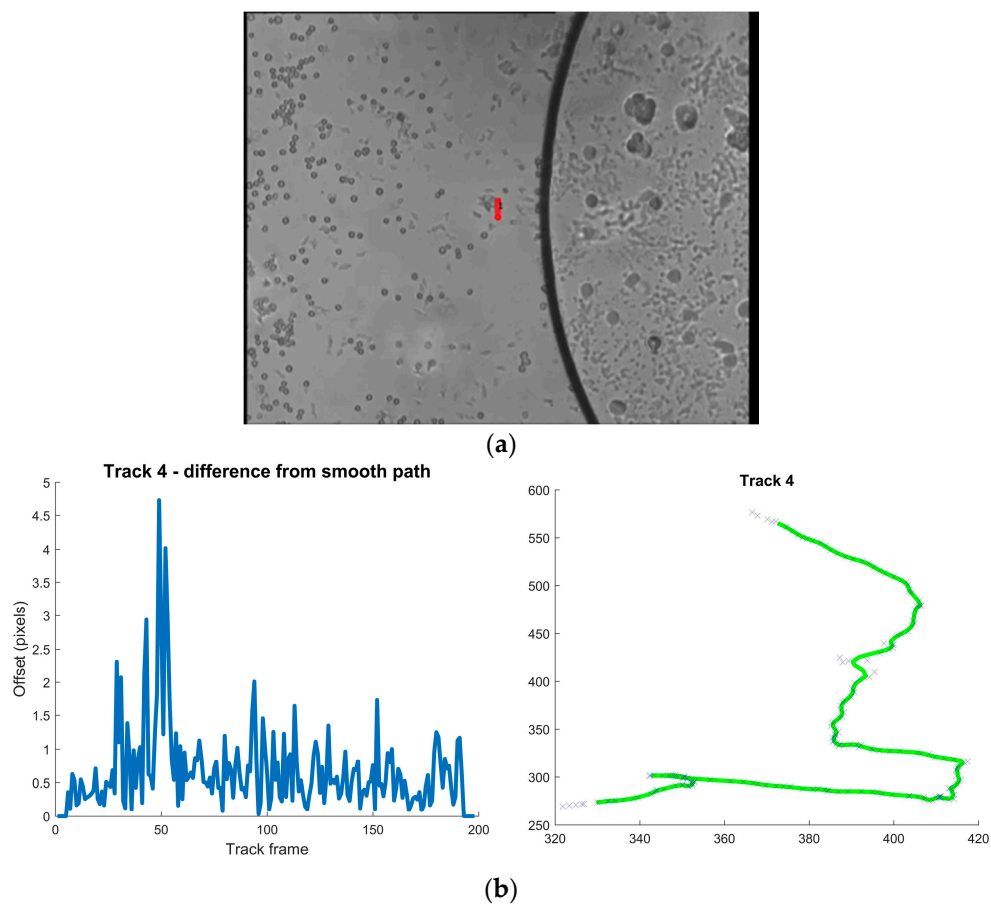 (a)
Track 4 - difference from smooth path
5
4.5
4
3.5
3
2.5
2
1.5
1
0.5
0
Offset (pixels)
0 50 100 150 200
Track frame
Track 4
600
550
500
450
400
350
300
250
320 340 360 380 400 420
(b)